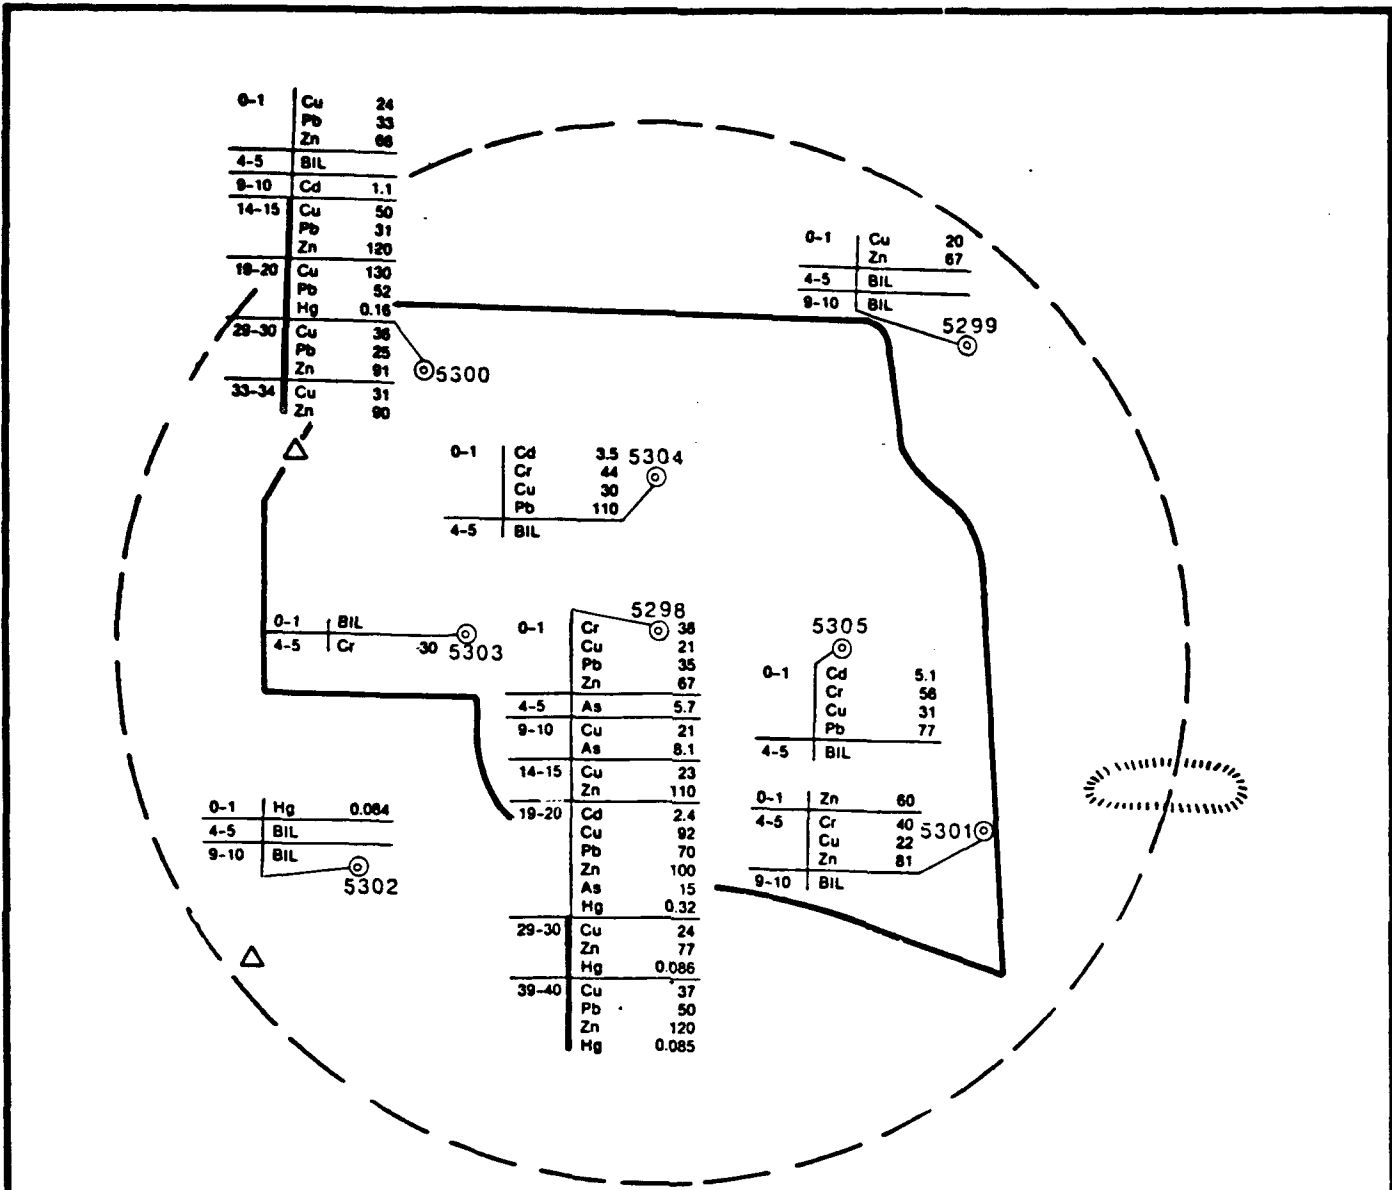 0-1 Cu 24
Pb 33
Zn 66
4-5 BIL
9-10 Cd 1.1
14-15 Cu 50
Pb 31
Zn 120
19-20 Cu 130
Pb 52
Hg 0.16
29-30 Cu 36
Pb 25
Zn 91
33-34 Cu 31
Zn 90
5300
0-1 Cu 20
Zn 67
4-5 BIL
9-10 BIL
5299
0-1 Cd 3.5
Cr 44
Cu 30
Pb 110
4-5 BIL
5304
0-1 BIL
4-5 Cr 30
5303
5298
0-1 Cr 36
Cu 21
Pb 35
Zn 67
4-5 As 5.7
9-10 Cu 21
As 8.1
14-15 Cu 23
Zn 110
19-20 Cd 2.4
Cu 92
Pb 70
Zn 100
As 15
Hg 0.32
29-30 Cu 24
Zn 77
Hg 0.086
39-40 Cu 37
Pb 50
Zn 120
Hg 0.085
5305
0-1 Cd 5.1
Cr 56
Cu 31
Pb 77
4-5 BIL
0-1 Zn 60
4-5 Cr 40
Cu 22
Zn 81
9-10 BIL
5301
0-1 Hg 0.084
4-5 BIL
9-10 BIL
5302